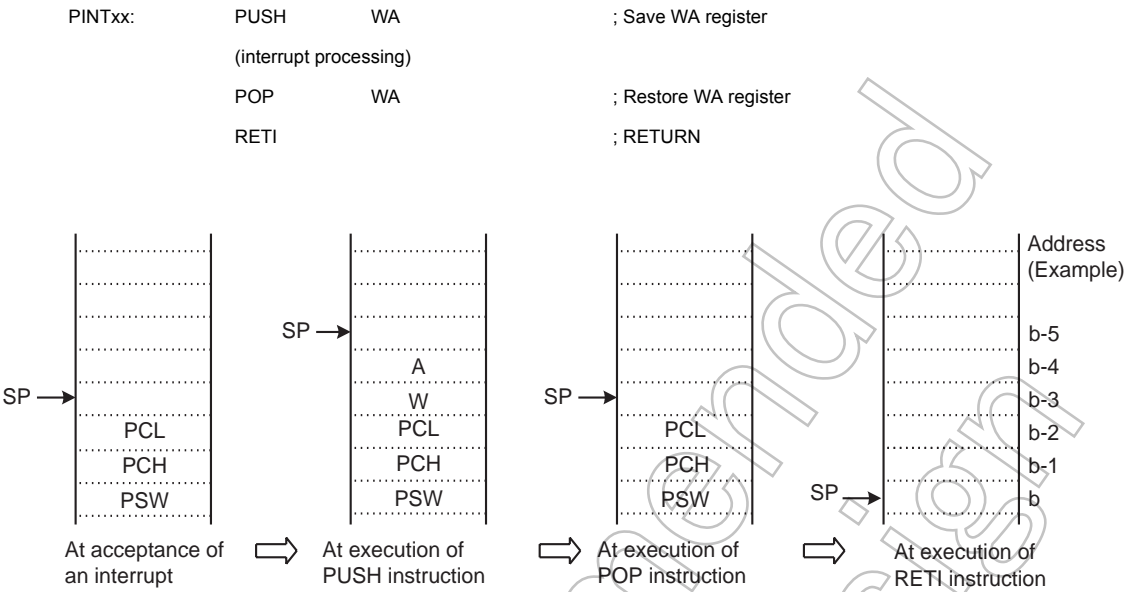 PINTxx: PUSH WA ; Save WA register
(interrupt processing)
POP WA ; Restore WA register
RETI ; RETURN
Address
(Example)
SP
b-5
A
b-4
SP
W
SP
b-3
PCL
PCL
PCL
b-2
PCH
PCH
PCH
b-1
PSW
PSW
PSW
SP
b
At acceptance of
an interrupt
At execution of
PUSH instruction
At execution of
POP instruction
At execution of
RETI instruction